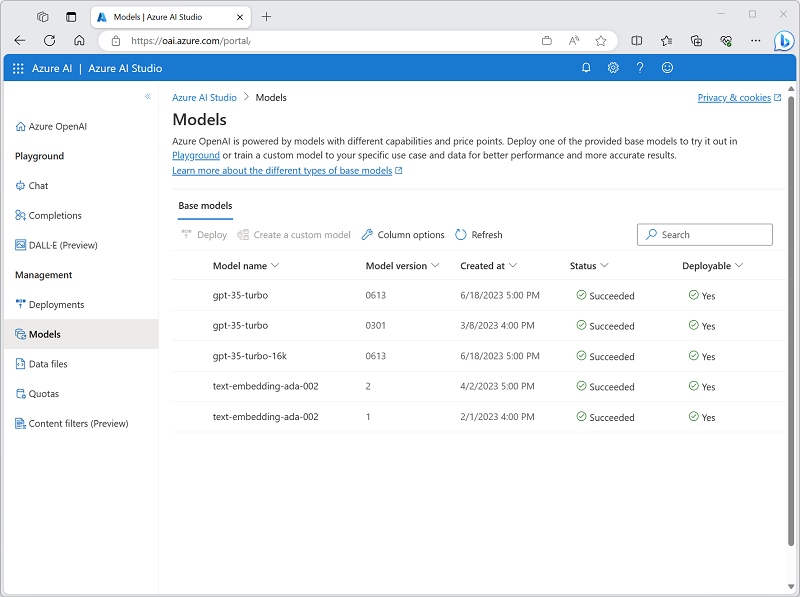 Models | Azure AI Studio
https://oai.azure.com/portal/
Azure AI | Azure AI Studio
Azure AI Studio > Models
Privacy & cookies
Models
Azure OpenAI is powered by models with different capabilities and price points. Deploy one of the provided base models to try it out in
Playground or train a custom model to your specific use case and data for better performance and more accurate results.
Learn more about the different types of base models
Azure OpenAI
Playground
Chat
Completions
DALL·E (Preview)
Management
Deployments
Models
Data files
Quotas
Content filters (Preview)
Base models
Deploy Create a custom model Column options Refresh Search
Model name Model version Created at Status Deployable
gpt-35-turbo 0613 6/18/2023 5:00 PM Succeeded Yes
gpt-35-turbo 0301 3/8/2023 4:00 PM Succeeded Yes
gpt-35-turbo-16k 0613 6/18/2023 5:00 PM Succeeded Yes
text-embedding-ada-002 2 4/2/2023 5:00 PM Succeeded Yes
text-embedding-ada-002 1 2/1/2023 4:00 PM Succeeded Yes